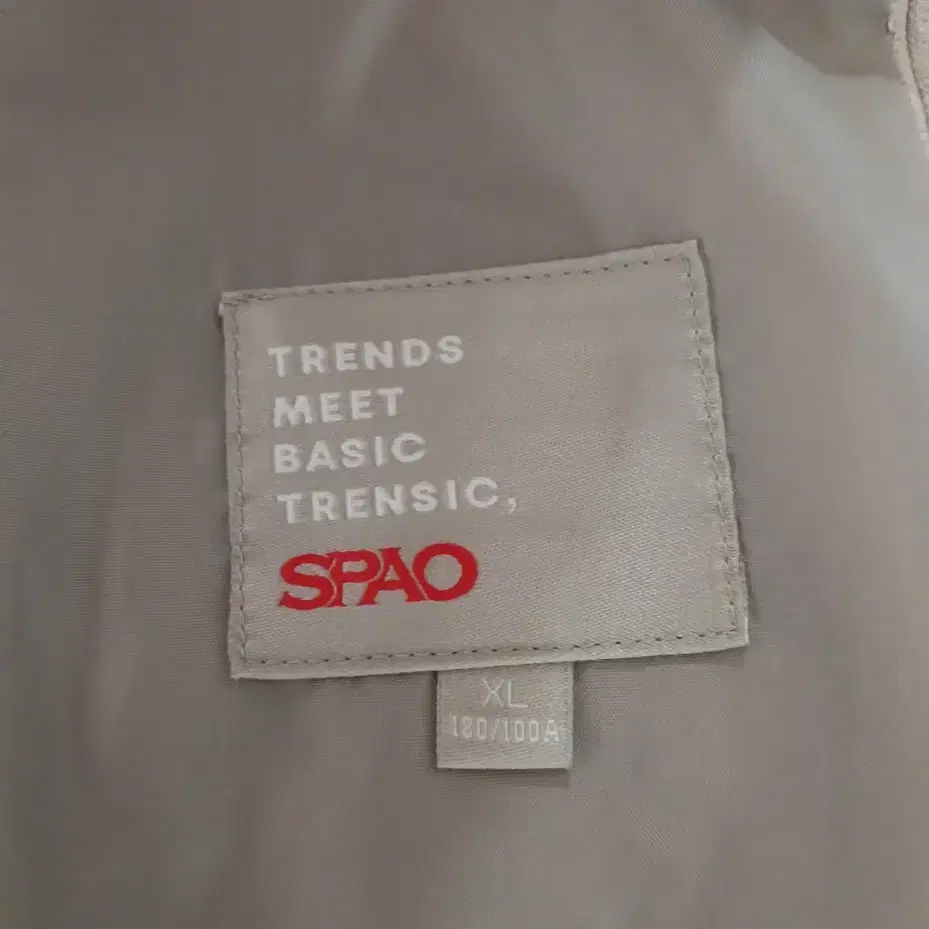 TRENDS
MEET
BASIC
TRENSIC,
SPAO
XL
180/100A